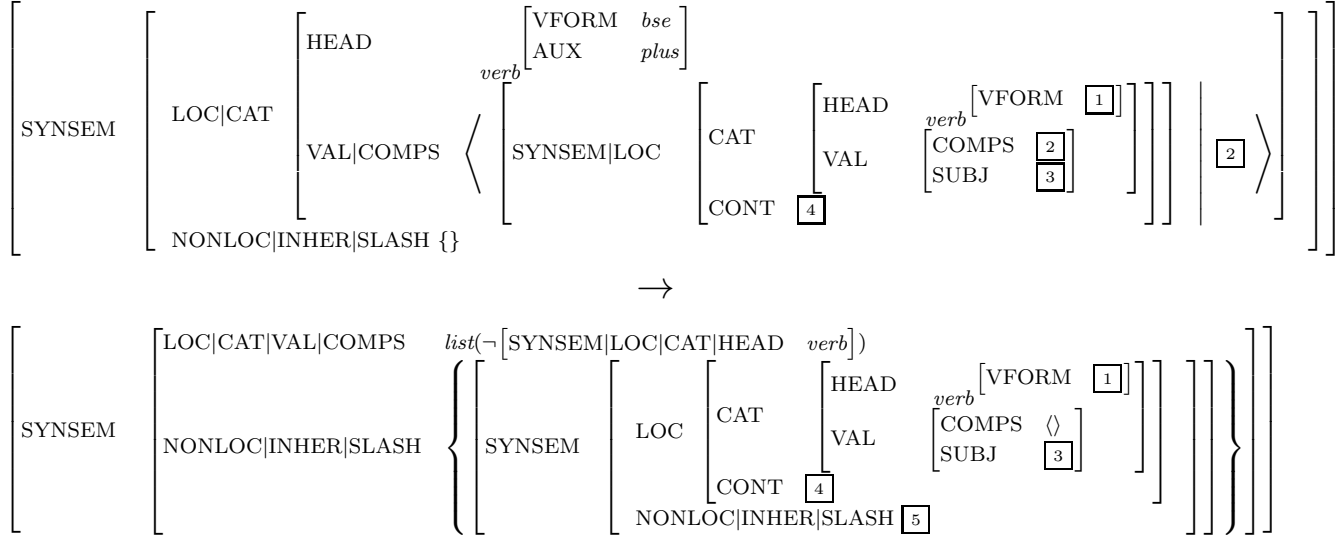 VFORM bse
HEAD
AUX plus
verb
HEAD [VFORM 1]
verb
SYNSEM LOC|CAT CAT
VAL|COMPS ⟨ SYNSEM|LOC VAL [COMPS 2 | 2 ⟩
SUBJ 3]
CONT 4
NONLOC|INHER|SLASH {}
→
LOC|CAT|VAL|COMPS list(¬[SYNSEM|LOC|CAT|HEAD verb])
HEAD [VFORM 1]
verb
CAT
SYNSEM LOC VAL [COMPS ⟨⟩
NONLOC|INHER|SLASH { SYNSEM SUBJ 3] }
CONT 4
NONLOC|INHER|SLASH 5